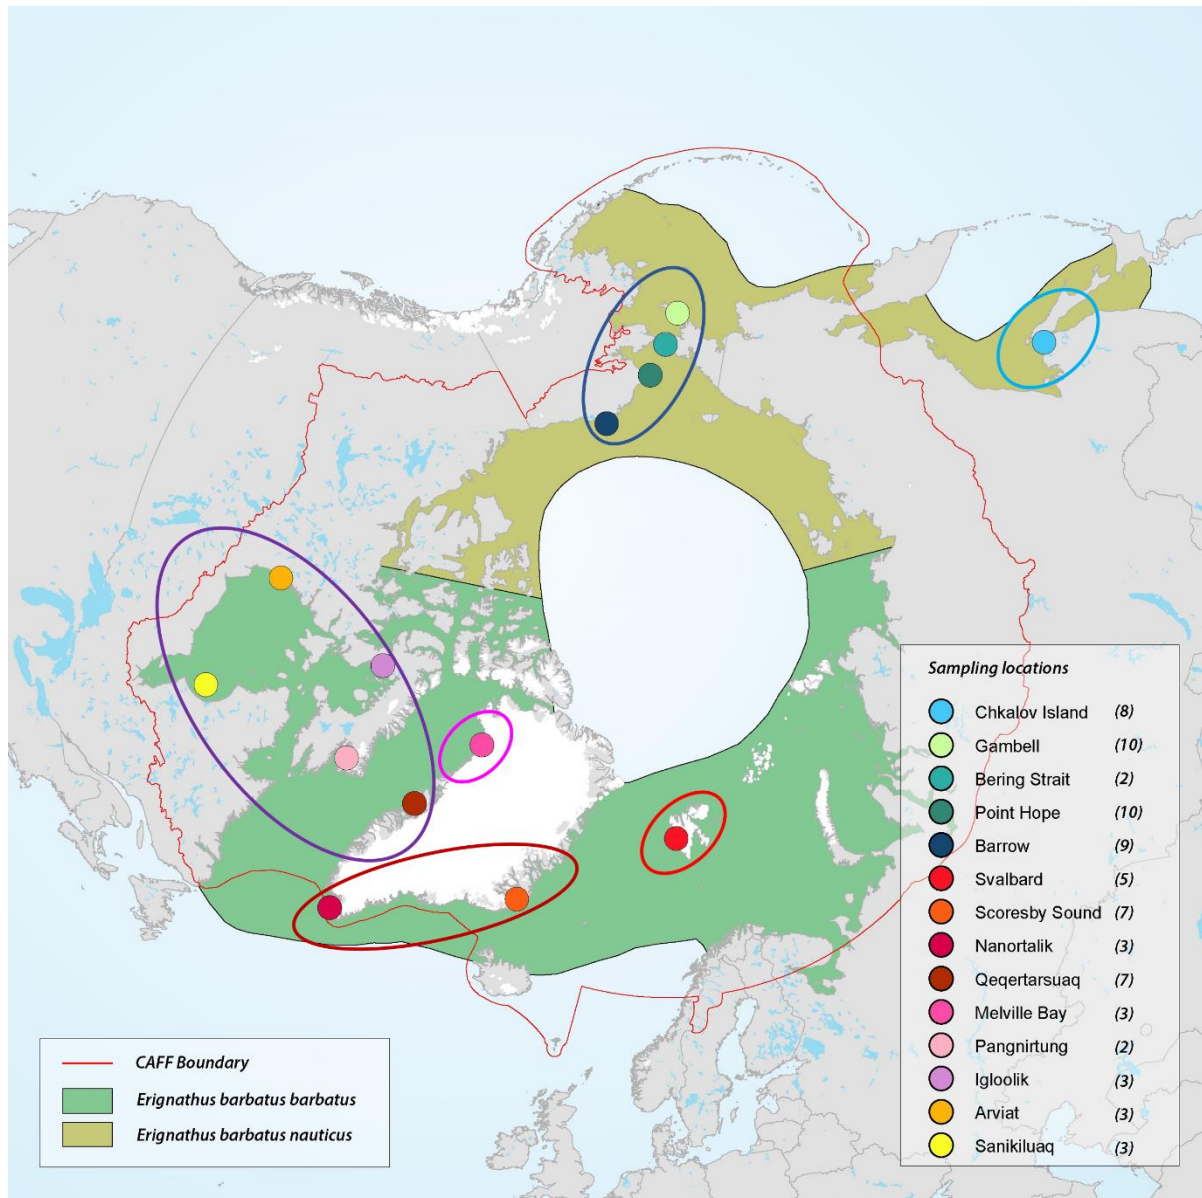 Sampling locations
Chkalov Island (8)
Gambell (10)
Bering Strait (2)
Point Hope (10)
Barrow (9)
Svalbard (5)
Scoresby Sound (7)
Nanortalik (3)
Qeqertarsuaq (7)
Melville Bay (3)
Pangnirtung (2)
Igloolik (3)
Arviat (3)
Sanikiluaq (3)
CAFF Boundary
Erignathus barbatus barbatus
Erignathus barbatus nauticus